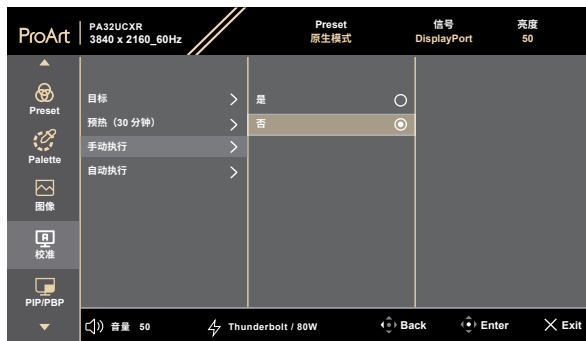 ProArt
PA32UCXR
3840 x 2160_60Hz
Preset
原生模式
信号
DisplayPort
亮度
50
Preset
Palette
图像
校准
PIP/PBP
目标
预热（30 分钟）
手动执行
自动执行
是
否
音量 50
Thunderbolt / 80W
Back
Enter
Exit